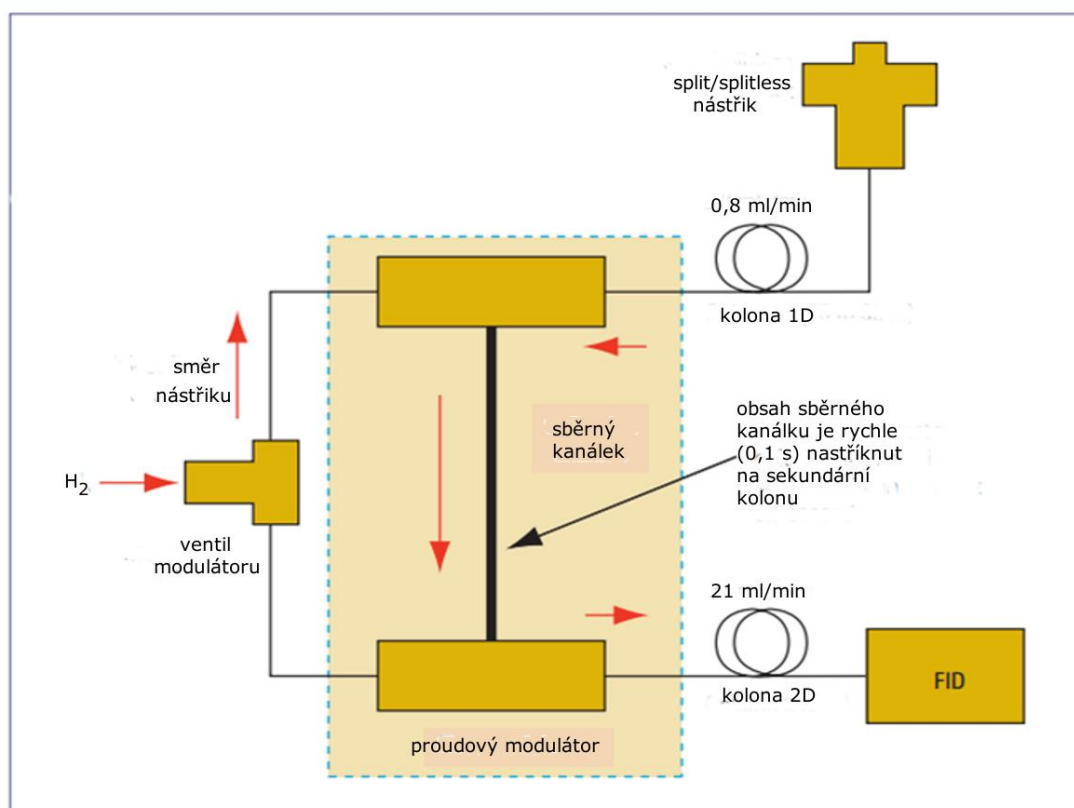 split/splitless
nástřik
0,8 ml/min
kolona 1D
směr
nástřiku
sběrný
kanálek
obsah sběrného
kanálku je rychle
(0,1 s) nastříknut
na sekundární
kolonu
H2
ventil
modulátoru
21 ml/min
kolona 2D
FID
proudový modulátor